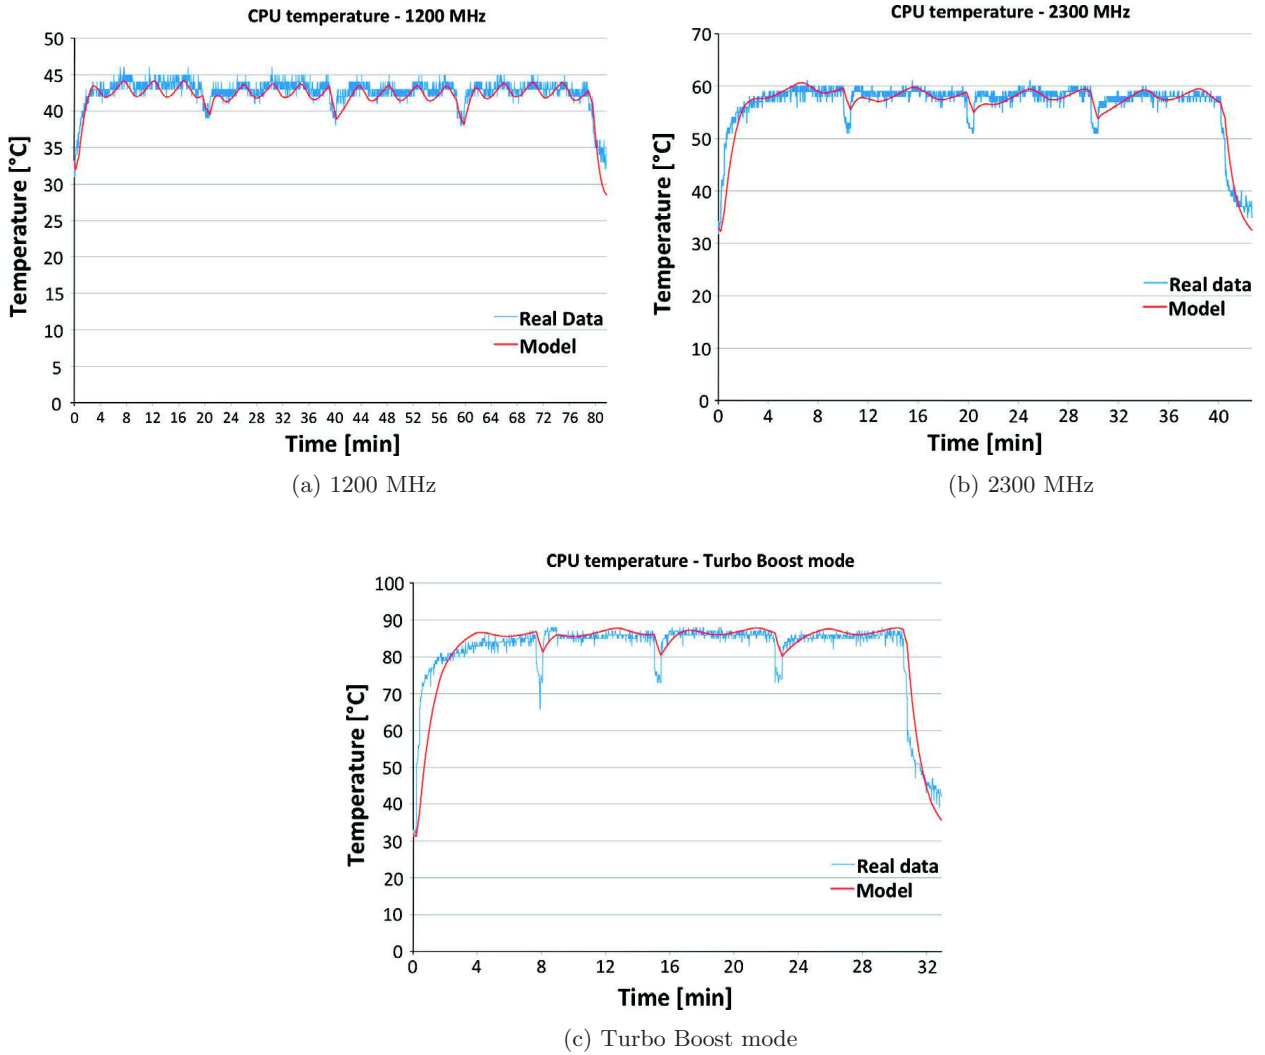 CPU temperature - 1200 MHz
50
45
40
35
30
25
20
15
10
5
0
Temperature [°C]
Real Data
Model
0 4 8 12 16 20 24 28 32 36 40 44 48 52 56 60 64 68 72 76 80
Time [min]
(a) 1200 MHz
CPU temperature - 2300 MHz
70
60
50
40
30
20
10
0
Temperature [°C]
Real data
Model
0 4 8 12 16 20 24 28 32 36 40
Time [min]
(b) 2300 MHz
CPU temperature - Turbo Boost mode
100
90
80
70
60
50
40
30
20
10
0
Temperature [°C]
Real data
Model
0 4 8 12 16 20 24 28 32
Time [min]
(c) Turbo Boost mode